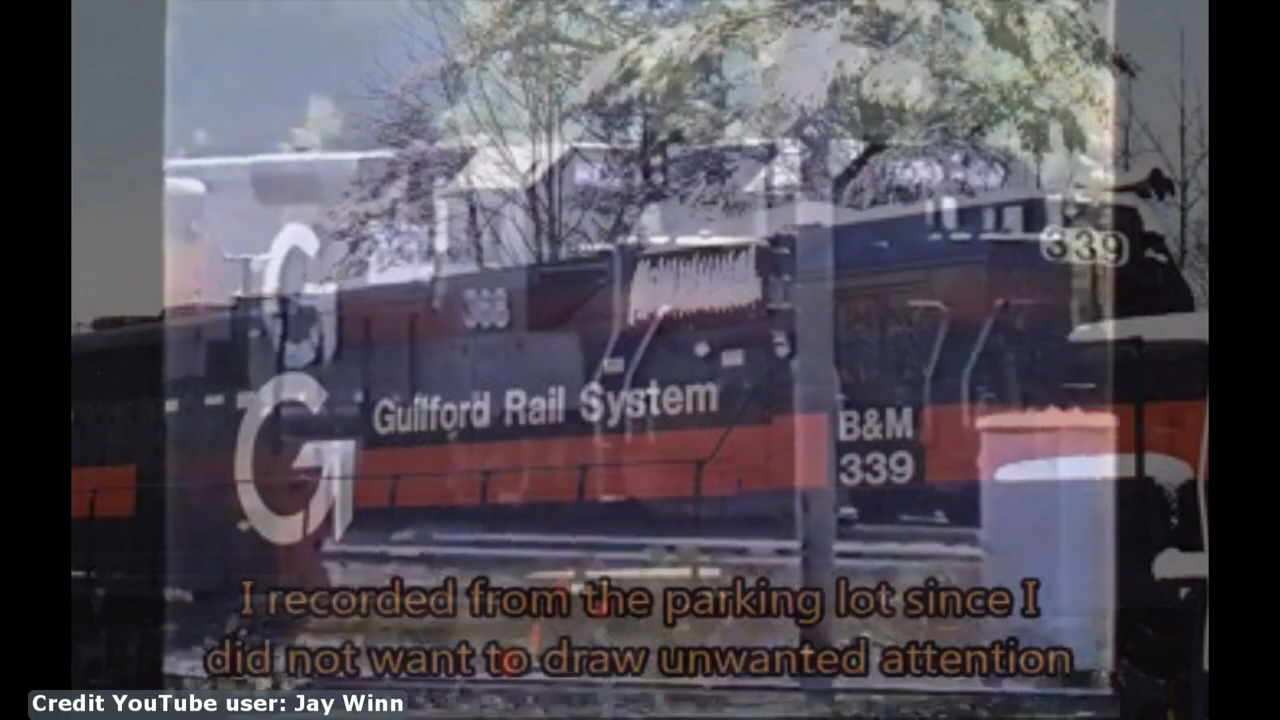 339
G
G
Guilford Rail System
B&M
339
I recorded from the parking lot since I
did not want to draw unwanted attention
Credit YouTube user: Jay Winn